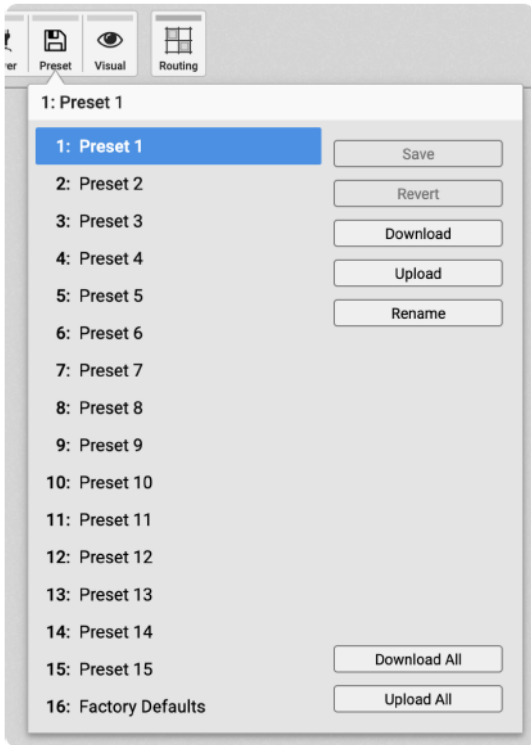 Preset Visual Routing
1: Preset 1
1: Preset 1
2: Preset 2
3: Preset 3
4: Preset 4
5: Preset 5
6: Preset 6
7: Preset 7
8: Preset 8
9: Preset 9
10: Preset 10
11: Preset 11
12: Preset 12
13: Preset 13
14: Preset 14
15: Preset 15
16: Factory Defaults
Save
Revert
Download
Upload
Rename
Download All
Upload All